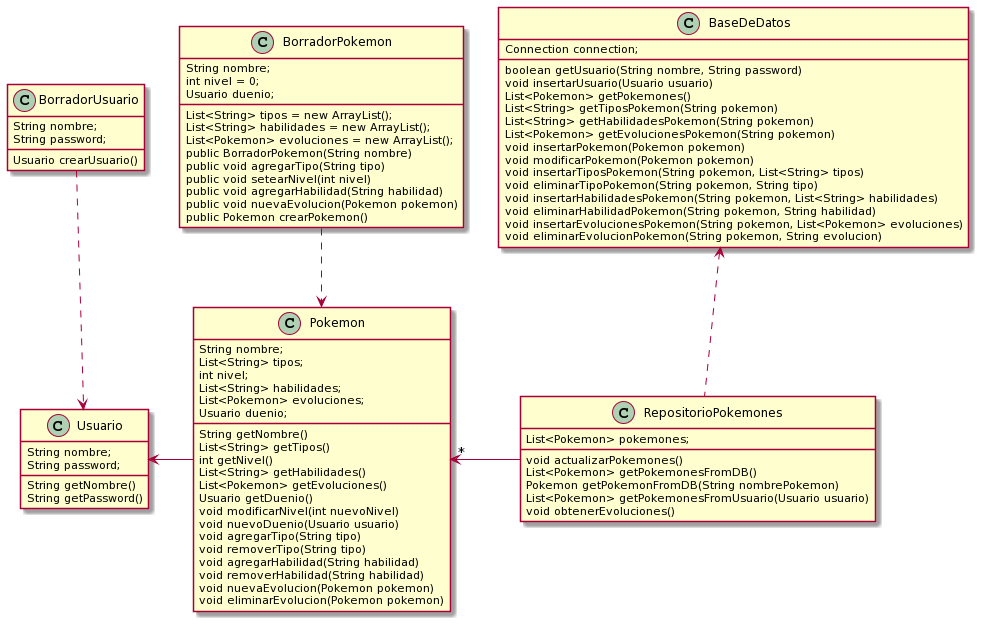 C BorradorUsuario
String nombre;
String password;
Usuario crearUsuario()
C BorradorPokemon
String nombre;
int nivel = 0;
Usuario duenio;
List<String> tipos = new ArrayList();
List<String> habilidades = new ArrayList();
List<Pokemon> evoluciones = new ArrayList();
public BorradorPokemon(String nombre)
public void agregarTipo(String tipo)
public void setearNivel(int nivel)
public void agregarHabilidad(String habilidad)
public void nuevaEvolucion(Pokemon pokemon)
public Pokemon crearPokemon()
C BaseDeDatos
Connection connection;
boolean getUsuario(String nombre, String password)
void insertarUsuario(Usuario usuario)
List<Pokemon> getPokemones()
List<String> getTiposPokemon(String pokemon)
List<String> getHabilidadesPokemon(String pokemon)
List<Pokemon> getEvolucionesPokemon(String pokemon)
void insertarPokemon(Pokemon pokemon)
void modificarPokemon(Pokemon pokemon)
void insertarTiposPokemon(String pokemon, List<String> tipos)
void eliminarTipoPokemon(String pokemon, String tipo)
void insertarHabilidadesPokemon(String pokemon, List<String> habilidades)
void eliminarHabilidadPokemon(String pokemon, String habilidad)
void insertarEvolucionesPokemon(String pokemon, List<Pokemon> evoluciones)
void eliminarEvolucionPokemon(String pokemon, String evolucion)
C Usuario
String nombre;
String password;
String getNombre()
String getPassword()
C Pokemon
String nombre;
List<String> tipos;
int nivel;
List<String> habilidades;
List<Pokemon> evoluciones;
Usuario duenio;
String getNombre()
List<String> getTipos()
int getNivel()
List<String> getHabilidades()
List<Pokemon> getEvoluciones()
Usuario getDuenio()
void modificarNivel(int nuevoNivel)
void nuevoDuenio(Usuario usuario)
void agregarTipo(String tipo)
void removerTipo(String tipo)
void agregarHabilidad(String habilidad)
void removerHabilidad(String habilidad)
void nuevaEvolucion(Pokemon pokemon)
void eliminarEvolucion(Pokemon pokemon)
*
C RepositorioPokemones
List<Pokemon> pokemones;
void actualizarPokemones()
List<Pokemon> getPokemonesFromDB()
Pokemon getPokemonFromDB(String nombrePokemon)
List<Pokemon> getPokemonesFromUsuario(Usuario usuario)
void obtenerEvoluciones()